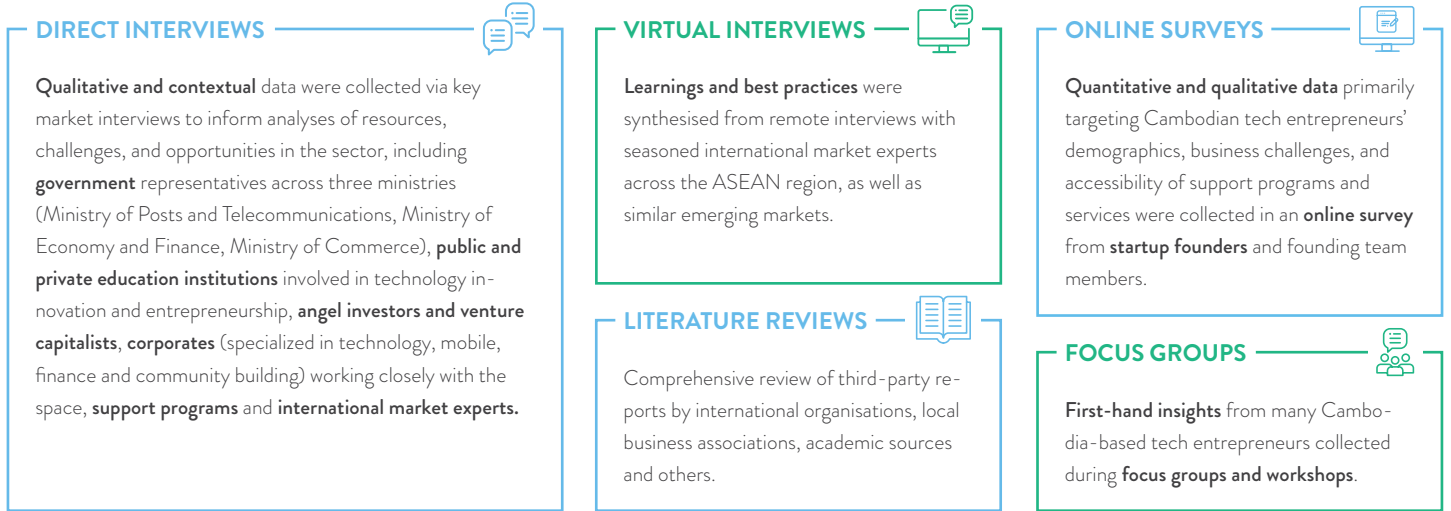 DIRECT INTERVIEWS
Qualitative and contextual data were collected via key
market interviews to inform analyses of resources,
challenges, and opportunities in the sector, including
government representatives across three ministries
(Ministry of Posts and Telecommunications, Ministry of
Economy and Finance, Ministry of Commerce), public and
private education institutions involved in technology in-
novation and entrepreneurship, angel investors and venture
capitalists, corporates (specialized in technology, mobile,
finance and community building) working closely with the
space, support programs and international market experts.
VIRTUAL INTERVIEWS
Learnings and best practices were
synthesised from remote interviews with
seasoned international market experts
across the ASEAN region, as well as
similar emerging markets.
LITERATURE REVIEWS
Comprehensive review of third-party re-
ports by international organisations, local
business associations, academic sources
and others.
ONLINE SURVEYS
Quantitative and qualitative data primarily
targeting Cambodian tech entrepreneurs’
demographics, business challenges, and
accessibility of support programs and
services were collected in an online survey
from startup founders and founding team
members.
FOCUS GROUPS
First-hand insights from many Cambo-
dia-based tech entrepreneurs collected
during focus groups and workshops.